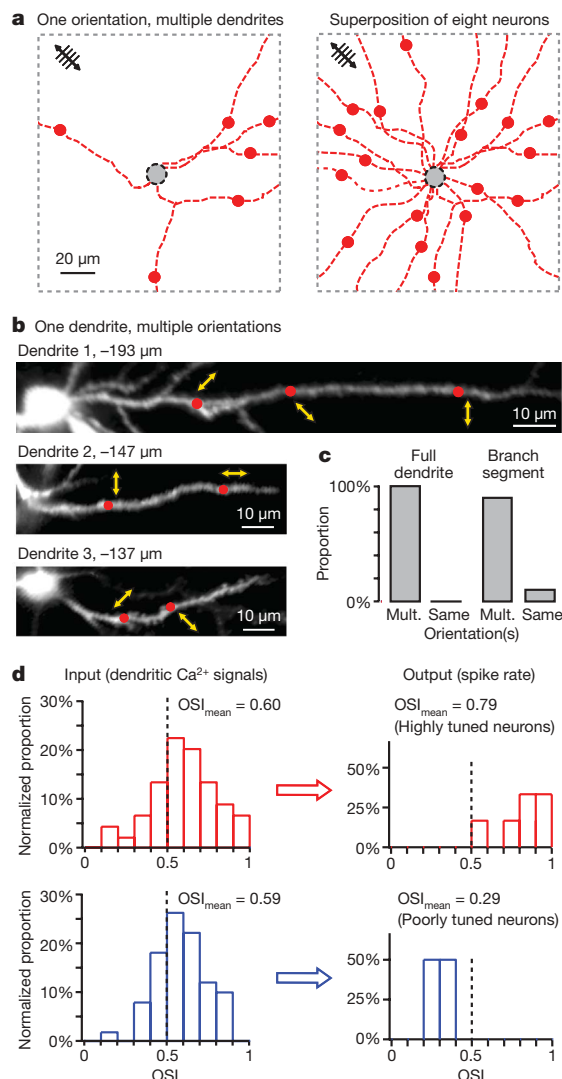 a One orientation, multiple dendrites
Superposition of eight neurons
20 µm
b One dendrite, multiple orientations
Dendrite 1, –193 µm
10 µm
Dendrite 2, –147 µm
10 µm
Dendrite 3, –137 µm
10 µm
c
Full dendrite
Branch segment
100%
0%
Proportion
Mult. Same Mult. Same
Orientation(s)
d Input (dendritic Ca2+ signals)
Output (spike rate)
OSImean = 0.60
30%
20%
10%
0%
Normalized proportion
0 0.5 1
OSImean = 0.79
(Highly tuned neurons)
50%
25%
0%
0 0.5 1
OSImean = 0.59
30%
20%
10%
0%
Normalized proportion
0 0.5 1
OSI
OSImean = 0.29
(Poorly tuned neurons)
50%
25%
0%
0 0.5 1
OSI